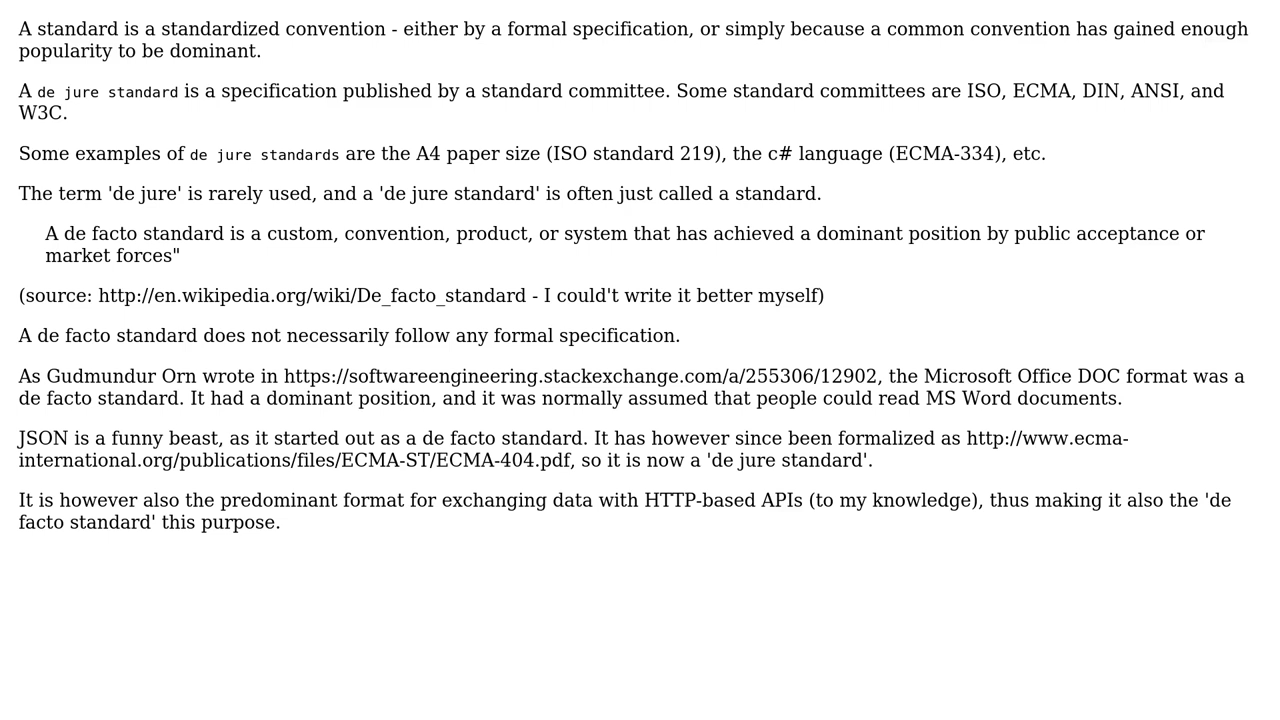 A standard is a standardized convention - either by a formal specification, or simply because a common convention has gained enough
popularity to be dominant.
A de jure standard is a specification published by a standard committee. Some standard committees are ISO, ECMA, DIN, ANSI, and
W3C.
Some examples of de jure standards are the A4 paper size (ISO standard 219), the c# language (ECMA-334), etc.
The term 'de jure' is rarely used, and a 'de jure standard' is often just called a standard.
A de facto standard is a custom, convention, product, or system that has achieved a dominant position by public acceptance or
market forces"
(source: http://en.wikipedia.org/wiki/De_facto_standard - I could't write it better myself)
A de facto standard does not necessarily follow any formal specification.
As Gudmundur Orn wrote in https://softwareengineering.stackexchange.com/a/255306/12902, the Microsoft Office DOC format was a
de facto standard. It had a dominant position, and it was normally assumed that people could read MS Word documents.
JSON is a funny beast, as it started out as a de facto standard. It has however since been formalized as http://www.ecma-
international.org/publications/files/ECMA-ST/ECMA-404.pdf, so it is now a 'de jure standard'.
It is however also the predominant format for exchanging data with HTTP-based APIs (to my knowledge), thus making it also the 'de
facto standard' this purpose.